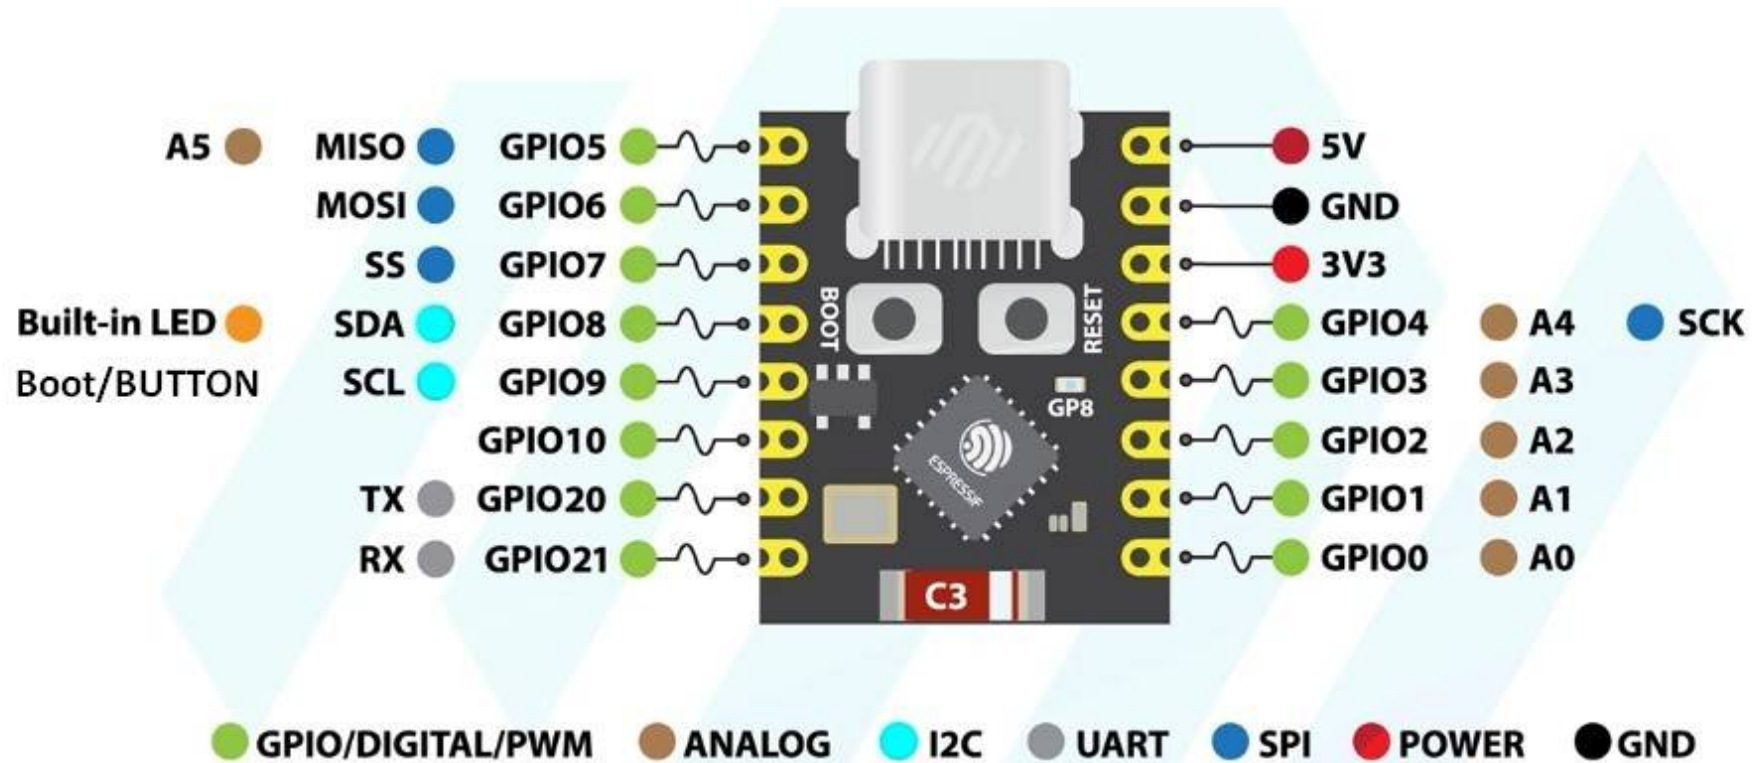 A5 MISO GPIO5 5V
MOSI GPIO6 GND
SS GPIO7 3V3
Built-in LED SDA GPIO8 BOOT RESET GPIO4 A4 SCK
Boot/BUTTON SCL GPIO9 GPIO3 A3
GP8
GPIO10 GPIO2 A2
ESPRESSIF
TX GPIO20 GPIO1 A1
RX GPIO21 GPIO0 A0
C3
GPIO/DIGITAL/PWM ANALOG I2C UART SPI POWER GND